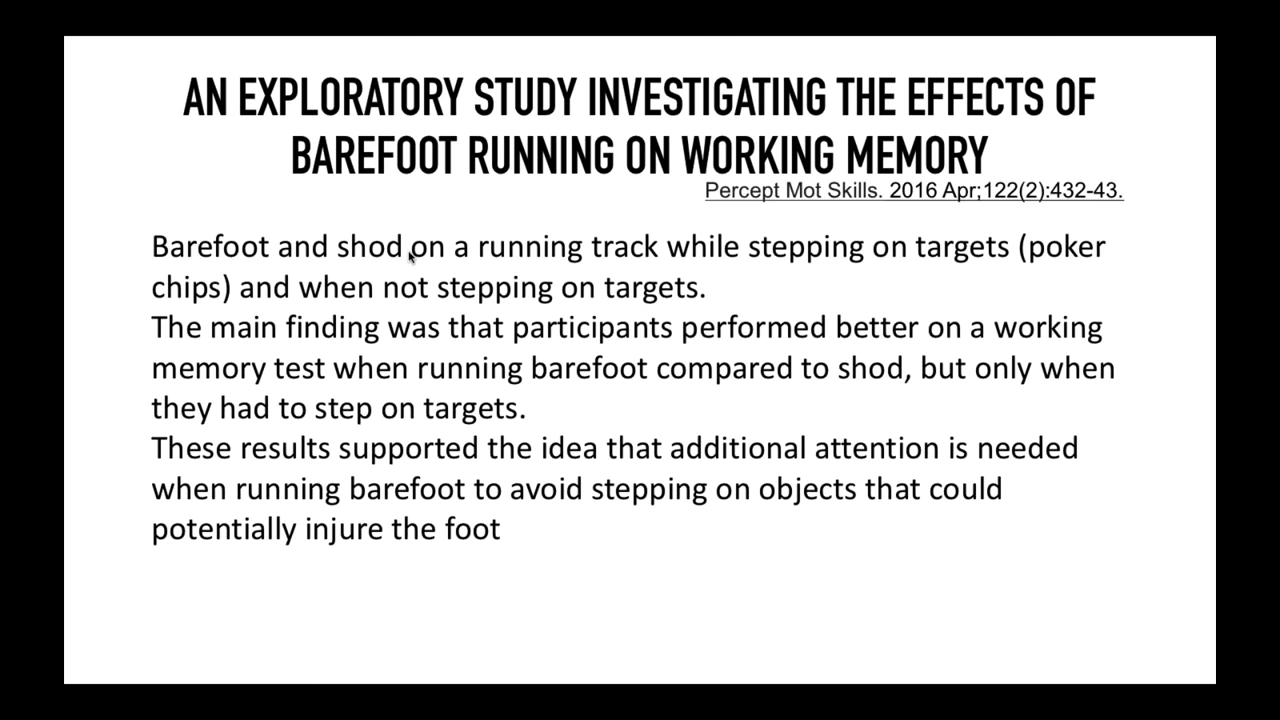 AN EXPLORATORY STUDY INVESTIGATING THE EFFECTS OF
BAREFOOT RUNNING ON WORKING MEMORY
Percept Mot Skills. 2016 Apr;122(2):432-43.
Barefoot and shod on a running track while stepping on targets (poker
chips) and when not stepping on targets.
The main finding was that participants performed better on a working
memory test when running barefoot compared to shod, but only when
they had to step on targets.
These results supported the idea that additional attention is needed
when running barefoot to avoid stepping on objects that could
potentially injure the foot